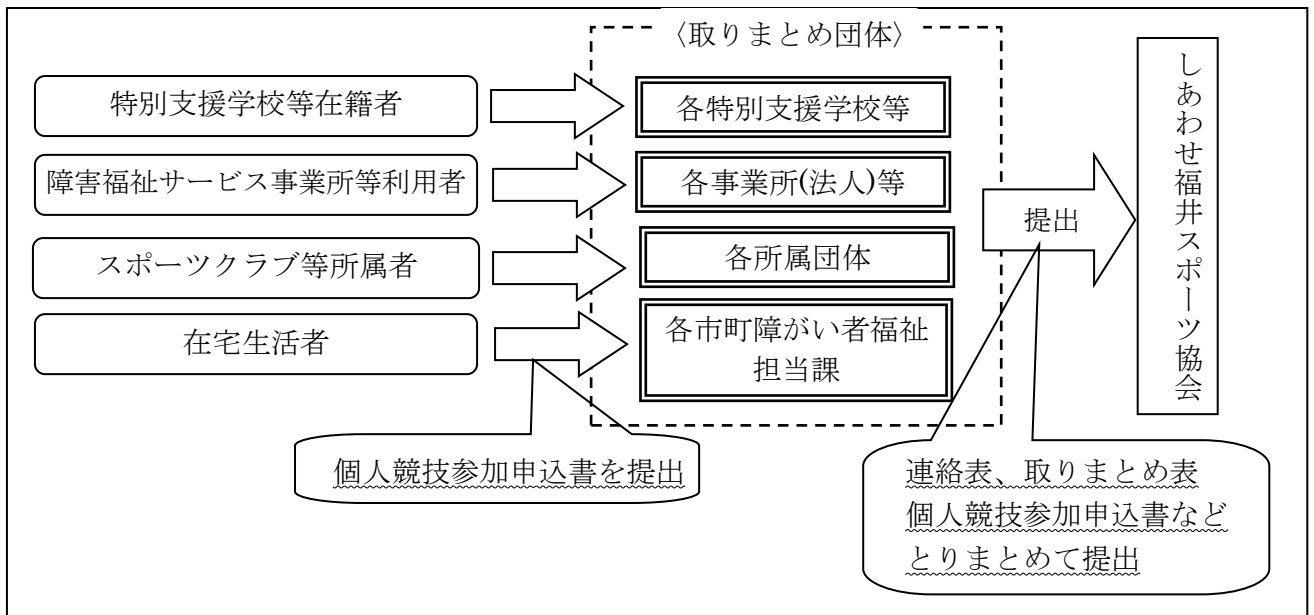 〈取りまとめ団体〉
特別支援学校等在籍者
各特別支援学校等
障害福祉サービス事業所等利用者
各事業所(法人)等
スポーツクラブ等所属者
各所属団体
在宅生活者
各市町障がい者福祉
担当課
提出
しあわせ福井スポーツ協会
個人競技参加申込書を提出
連絡表、取りまとめ表
個人競技参加申込書など
とりまとめて提出